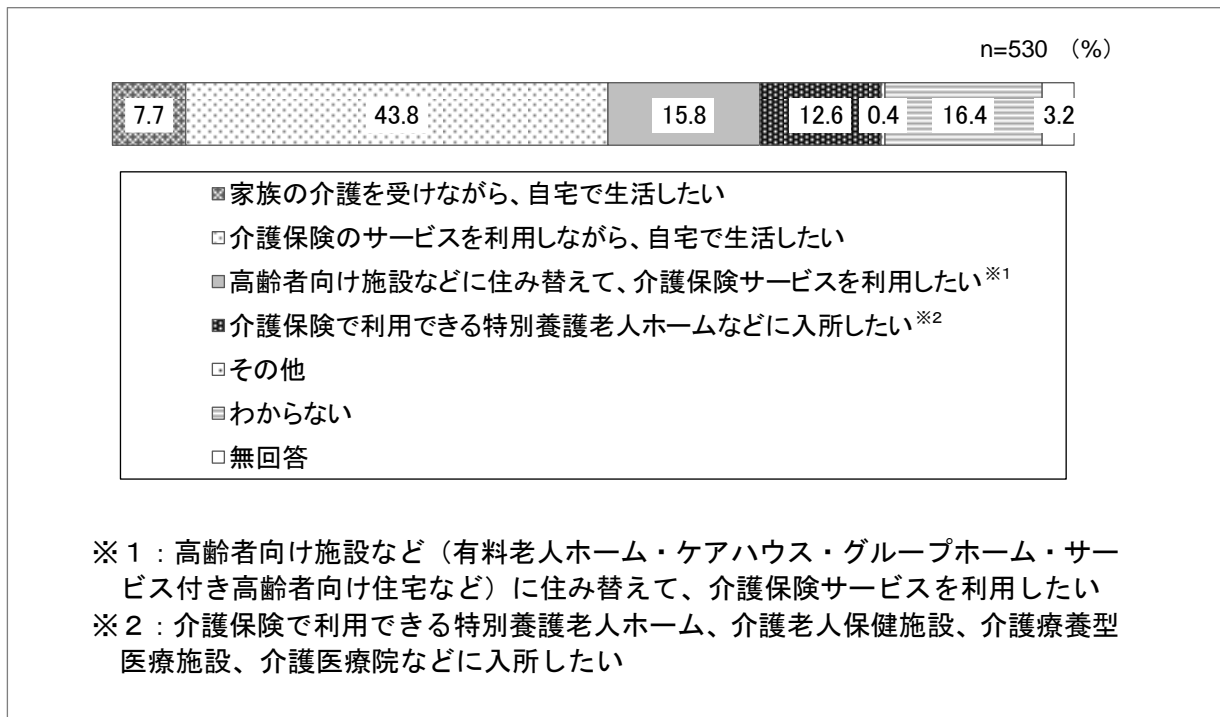 n=530 (%)
7.7 43.8 15.8 12.6 0.4 16.4 3.2
家族の介護を受けながら、自宅で生活したい
介護保険のサービスを利用しながら、自宅で生活したい
高齢者向け施設などに住み替えて、介護保険サービスを利用したい※1
介護保険で利用できる特別養護老人ホームなどに入所したい※2
その他
わからない
無回答
※１：高齢者向け施設など（有料老人ホーム・ケアハウス・グループホーム・サー
ビス付き高齢者向け住宅など）に住み替えて、介護保険サービスを利用したい
※２：介護保険で利用できる特別養護老人ホーム、介護老人保健施設、介護療養型
医療施設、介護医療院などに入所したい